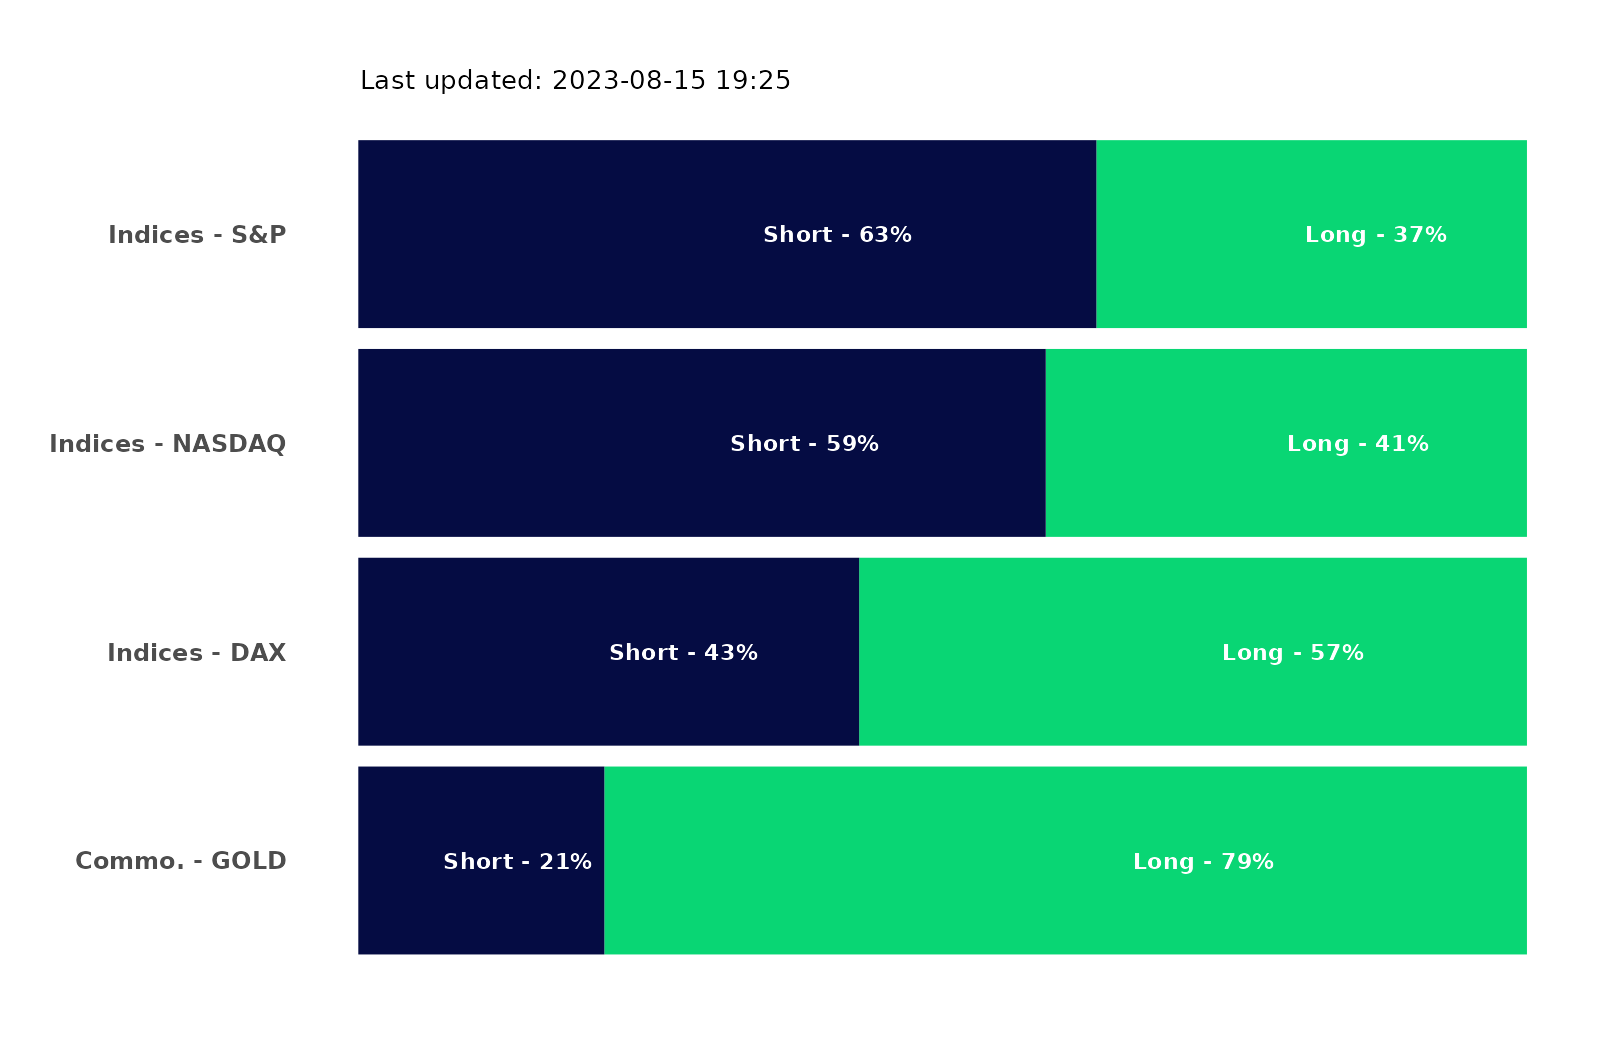 Last updated: 2023-08-15 19:25
Indices - S&P
Short - 63%
Long - 37%
Indices - NASDAQ
Short - 59%
Long - 41%
Indices - DAX
Short - 43%
Long - 57%
Commo. - GOLD
Short - 21%
Long - 79%